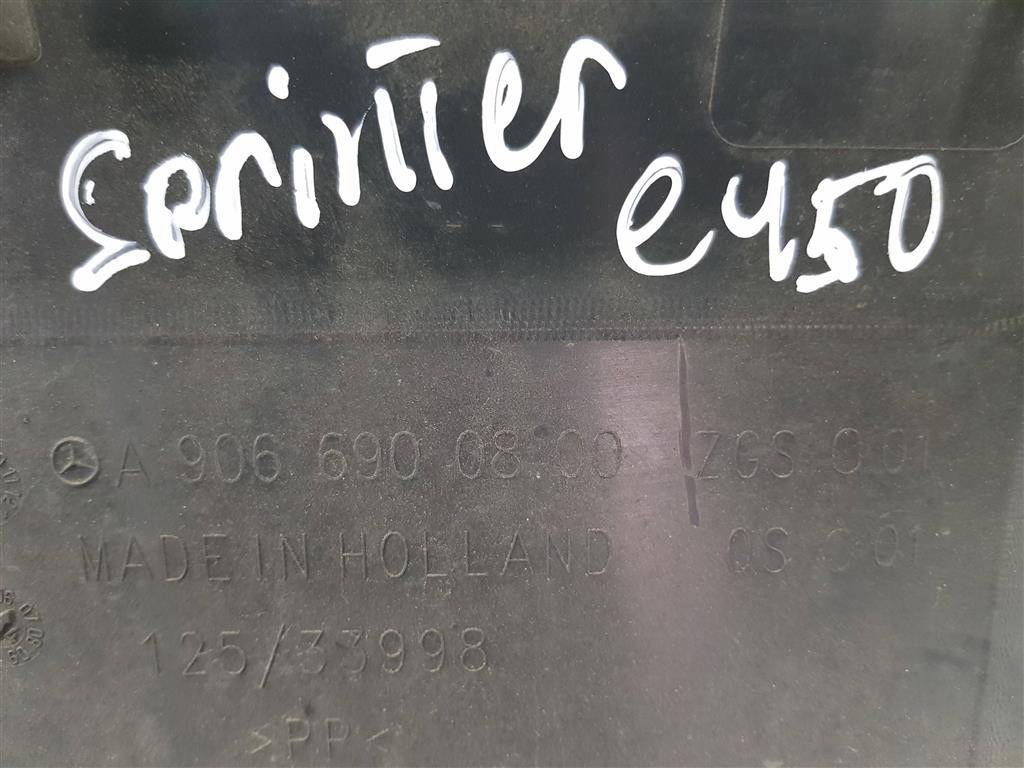 Sprinter
e450
A 906 690 08 00 ZGS 001
MADE IN HOLLAND QS 001
125/33998
>PP<